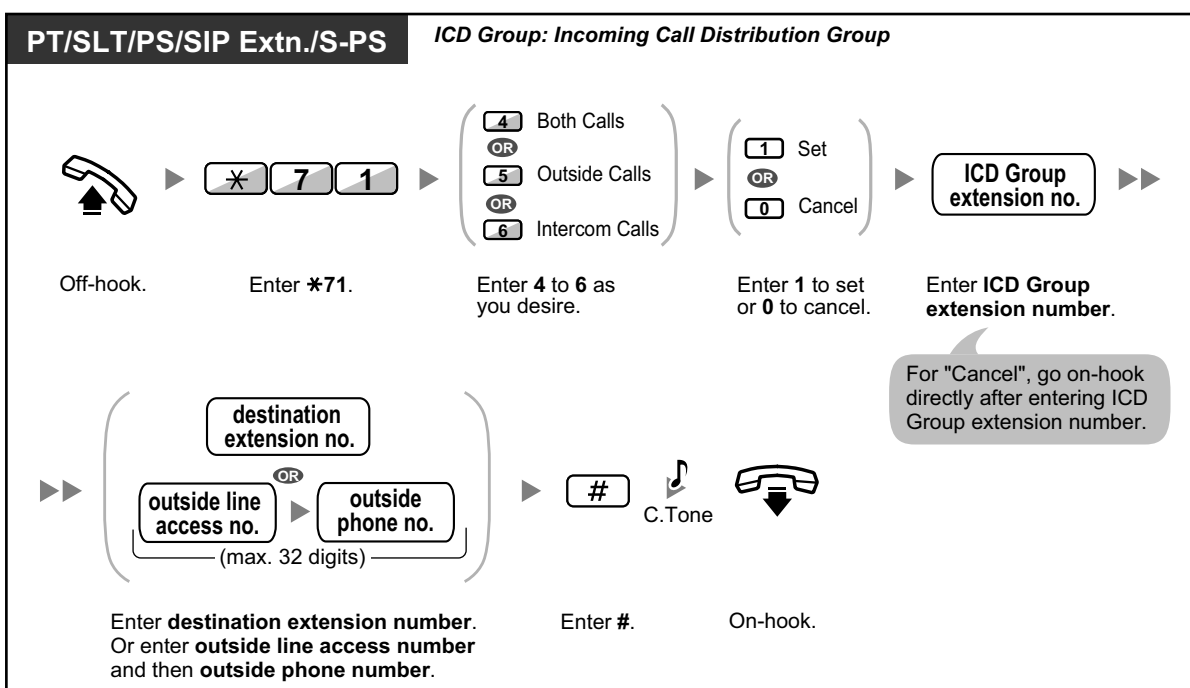 PT/SLT/PS/SIP Extn./S-PS
ICD Group: Incoming Call Distribution Group
✳ 7 1
4 Both Calls
OR
5 Outside Calls
OR
6 Intercom Calls
1 Set
OR
0 Cancel
ICD Group
extension no.
Off-hook.
Enter ✳71.
Enter 4 to 6 as
you desire.
Enter 1 to set
or 0 to cancel.
Enter ICD Group
extension number.
For "Cancel", go on-hook
directly after entering ICD
Group extension number.
destination
extension no.
OR
outside line
access no.
outside
phone no.
(max. 32 digits)
#
C.Tone
Enter destination extension number.
Or enter outside line access number
and then outside phone number.
Enter #.
On-hook.